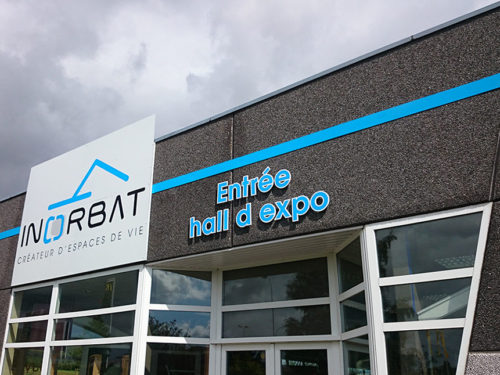 INORBAT
CRÉATEUR D'ESPACES DE VIE
Entrée
hall d expo